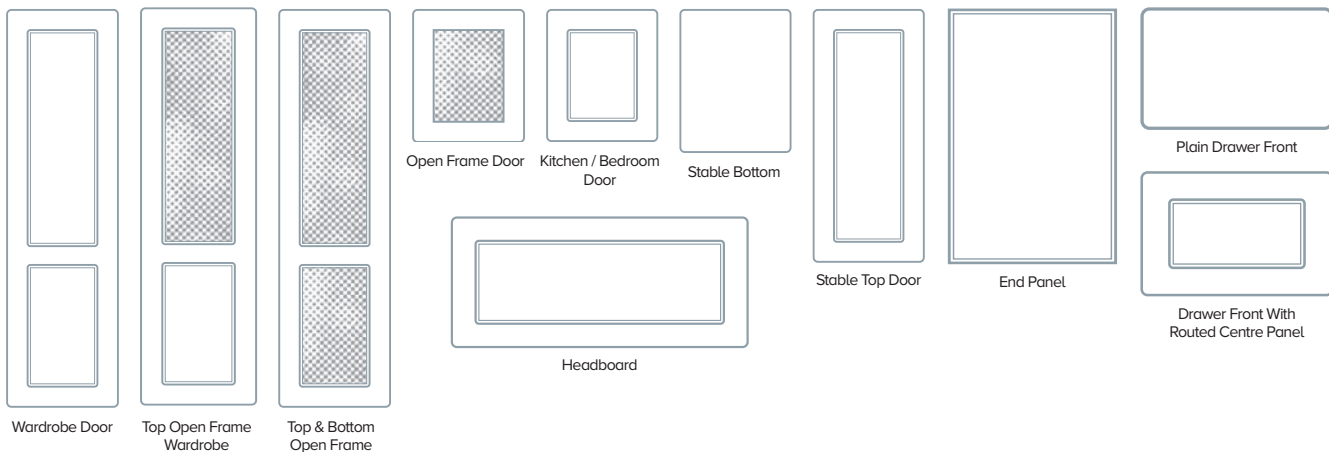 Open Frame Door
Kitchen / Bedroom
Door
Stable Bottom
Plain Drawer Front
Stable Top Door
End Panel
Drawer Front With
Routed Centre Panel
Headboard
Wardrobe Door
Top Open Frame
Wardrobe
Top & Bottom
Open Frame